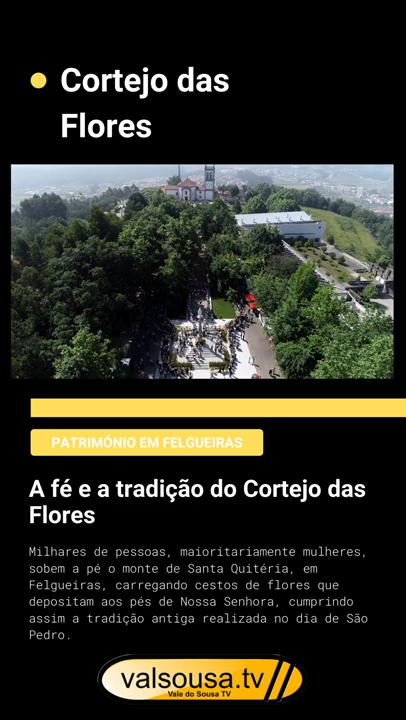 Cortejo das
Flores
PATRIMÓNIO EM FELGUEIRAS
A fé e a tradição do Cortejo das
Flores
Milhares de pessoas, maioritariamente mulheres,
sobem a pé o monte de Santa Quitéria, em
Felgueiras, carregando cestos de flores que
depositam aos pés de Nossa Senhora, cumprindo
assim a tradição antiga realizada no dia de São
Pedro.
valsousa.tv
Vale do Sousa TV